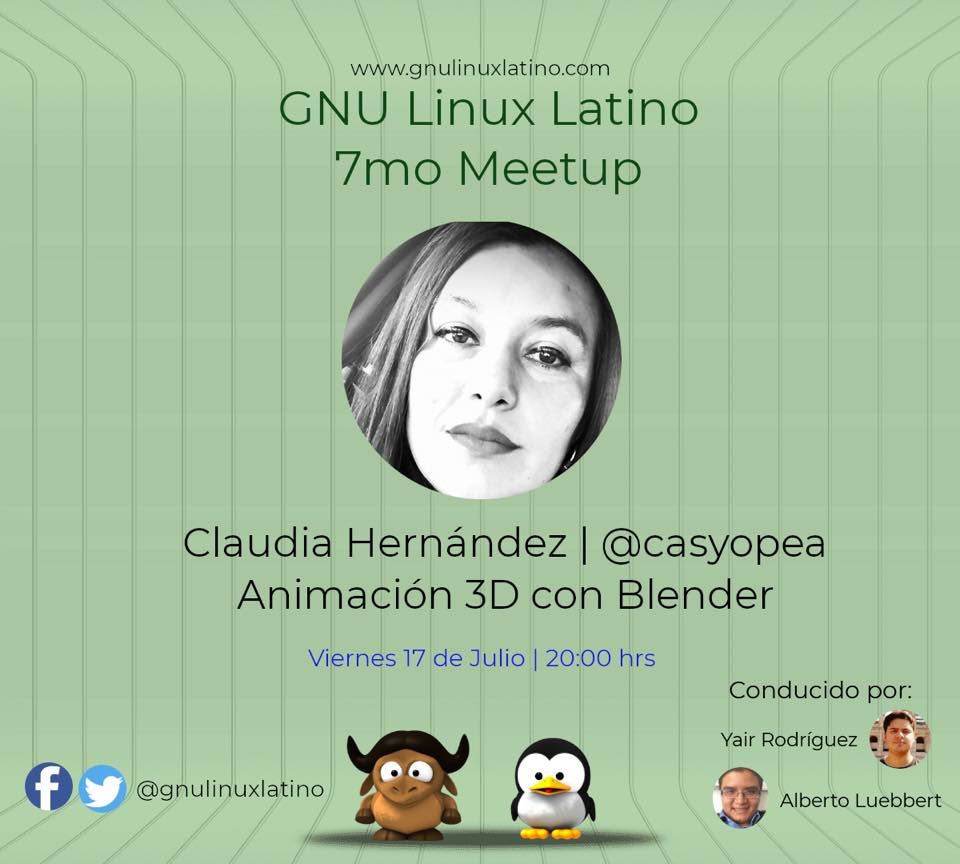 www.gnulinuxlatino.com
GNU Linux Latino
7mo Meetup
Claudia Hernández | @casyopea
Animación 3D con Blender
Viernes 17 de Julio | 20:00 hrs
Conducido por:
Yair Rodríguez
Alberto Luebbert
@gnulinuxlatino